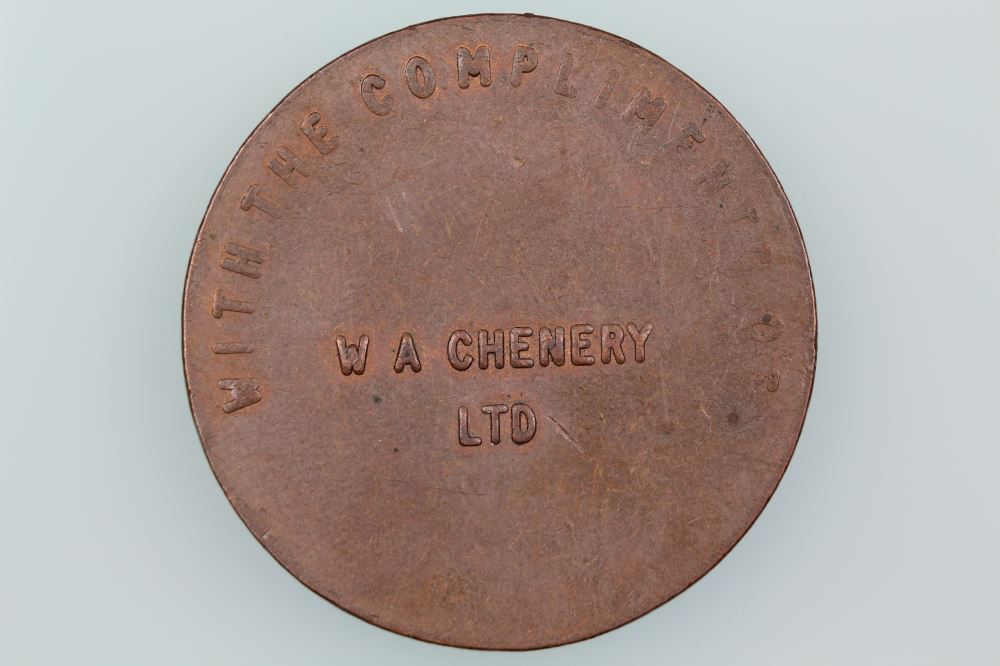 WITH THE COMPLIMENTS OF
W A CHENERY
LTD